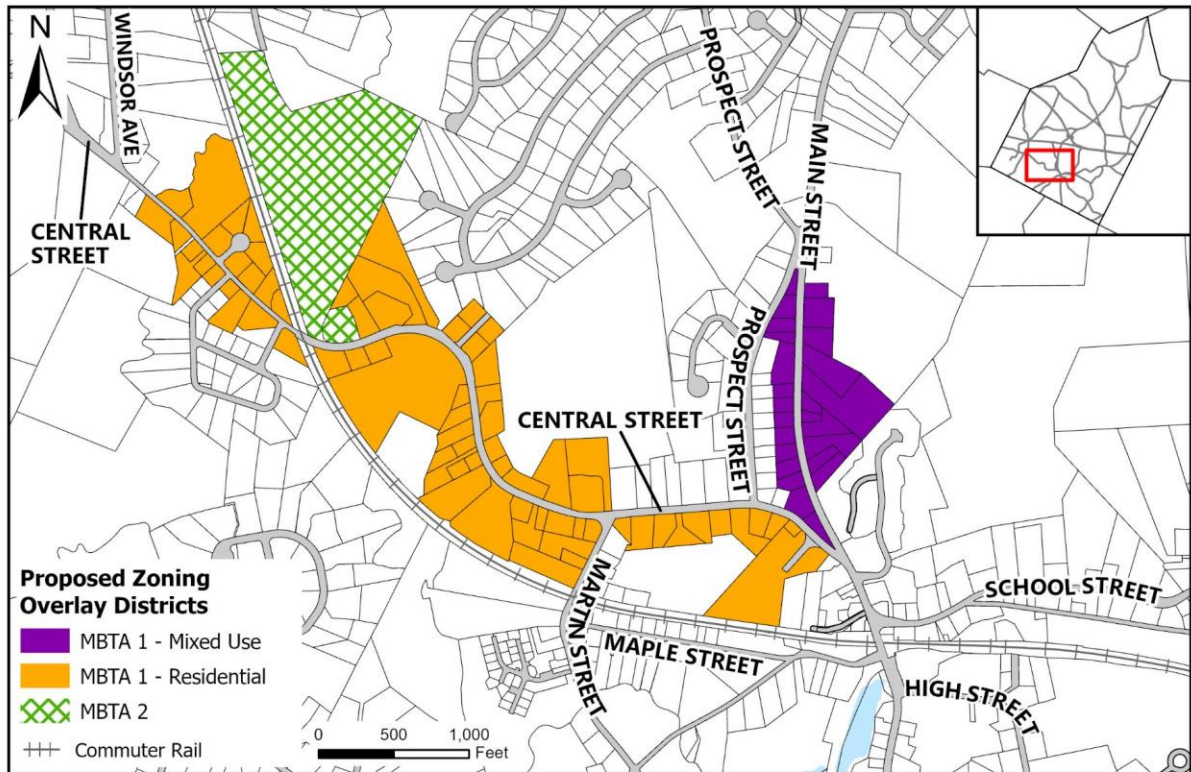 N
WINDSOR AVE
CENTRAL
STREET
PROSPECT STREET
MAIN STREET
PROSPECT STREET
CENTRAL STREET
MARTIN STREET
MAPLE STREET
SCHOOL STREET
HIGH STREET
Proposed Zoning
Overlay Districts
MBTA 1 - Mixed Use
MBTA 1 - Residential
MBTA 2
Commuter Rail
0 500 1,000
Feet